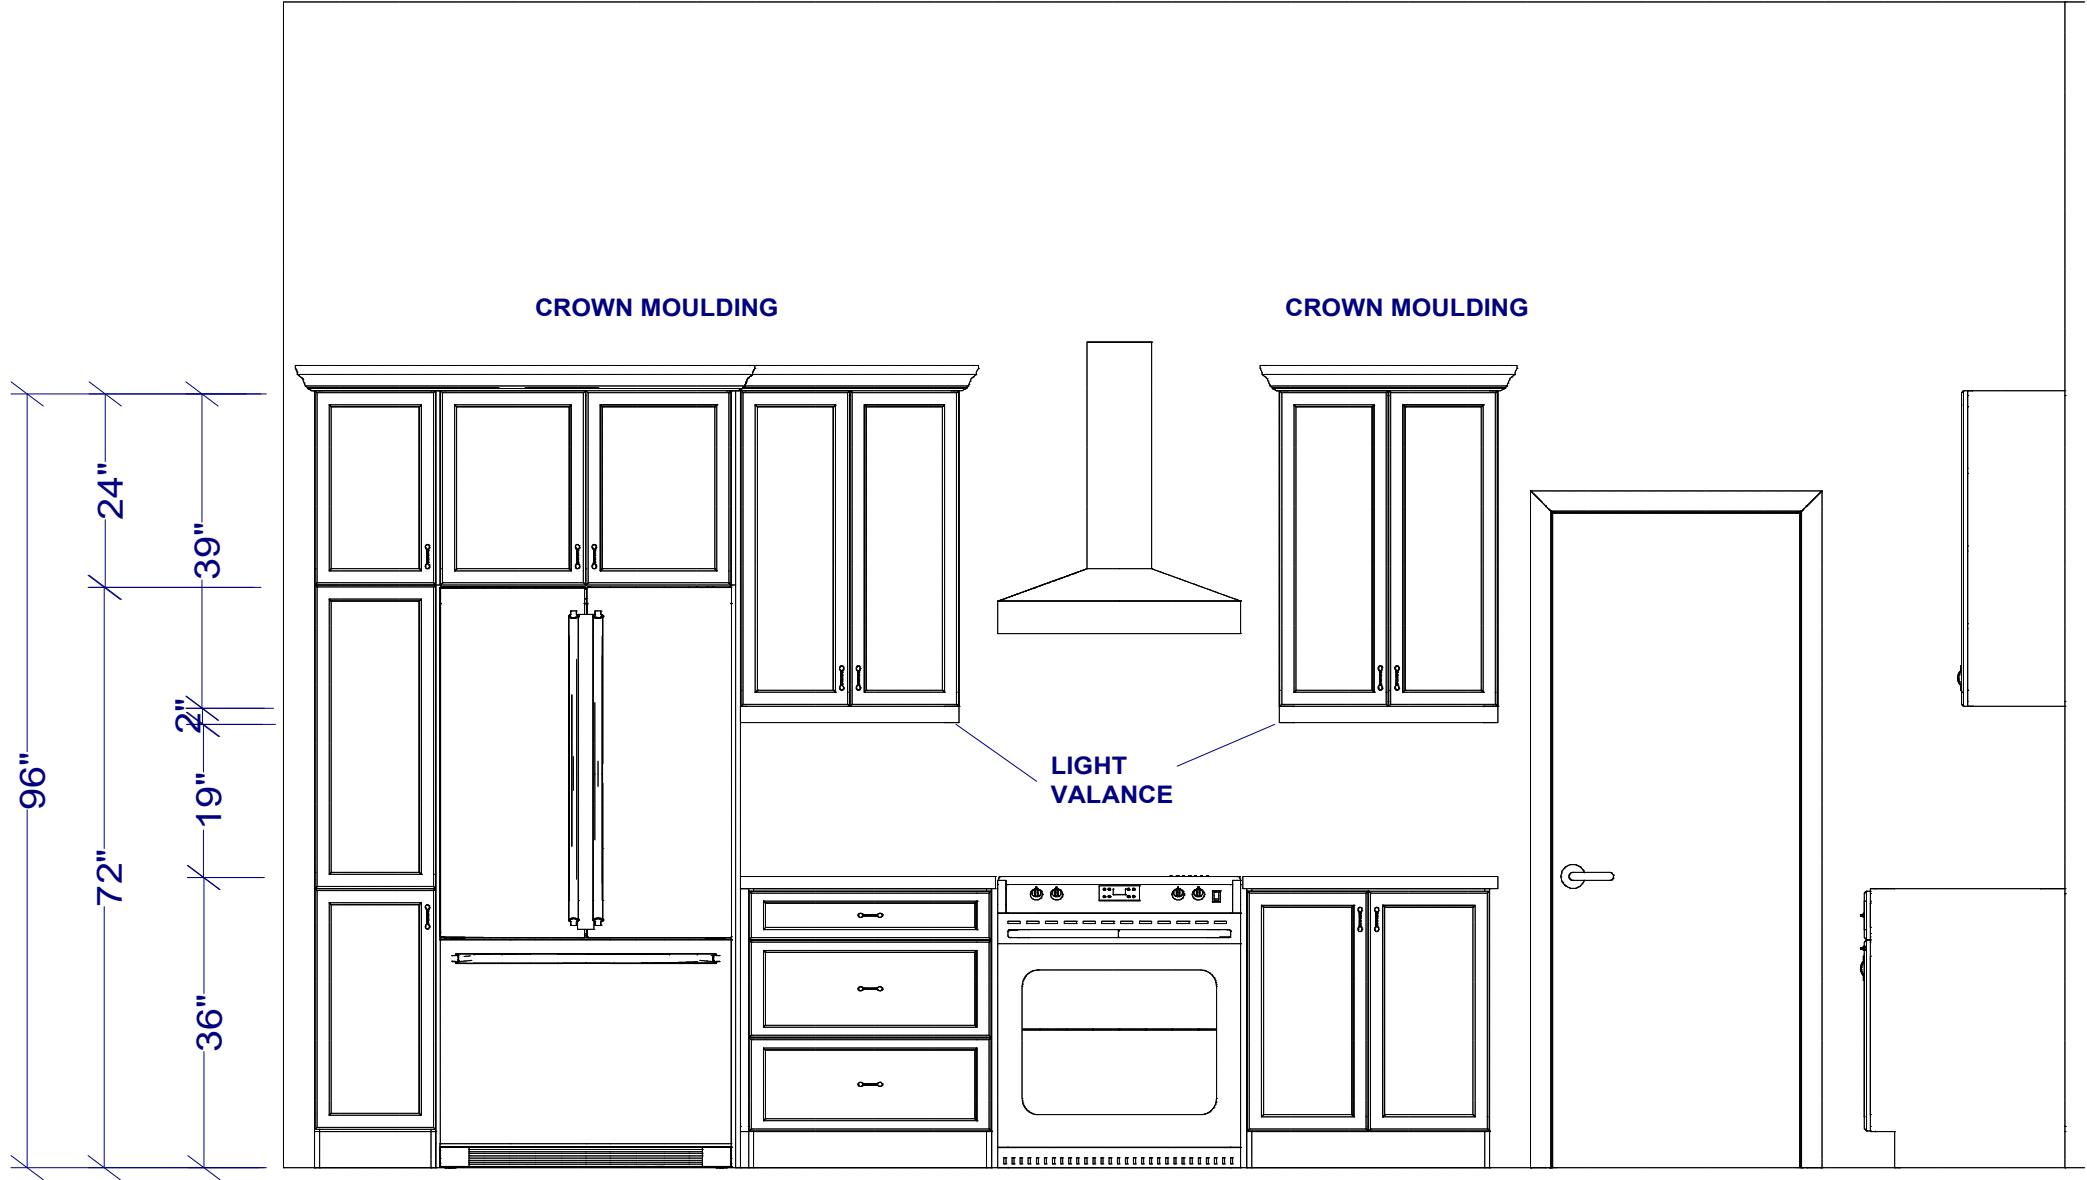 CROWN MOULDING
CROWN MOULDING
24"
39"
2"
96"
19"
72"
36"
LIGHT
VALANCE